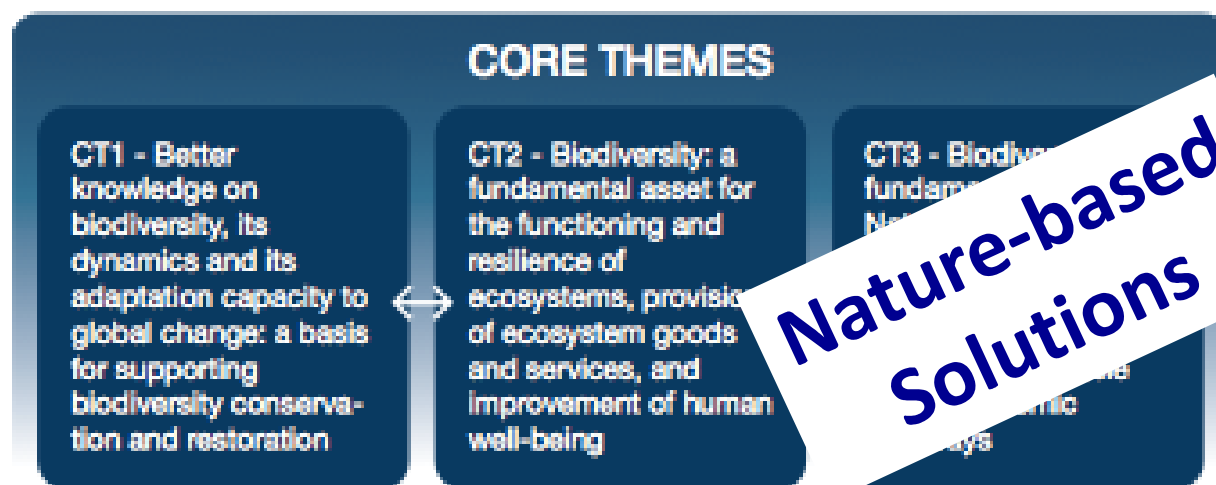 CORE THEMES
CT1 - Better
knowledge on
biodiversity, its
dynamics and its
adaptation capacity to
global change: a basis
for supporting
biodiversity conserva-
tion and restoration
CT2 - Biodiversity: a
fundamental asset for
the functioning and
resilience of
ecosystems, provision
of ecosystem goods
and services, and
improvement of human
well-being
CT3 -
Nature-based
Solutions